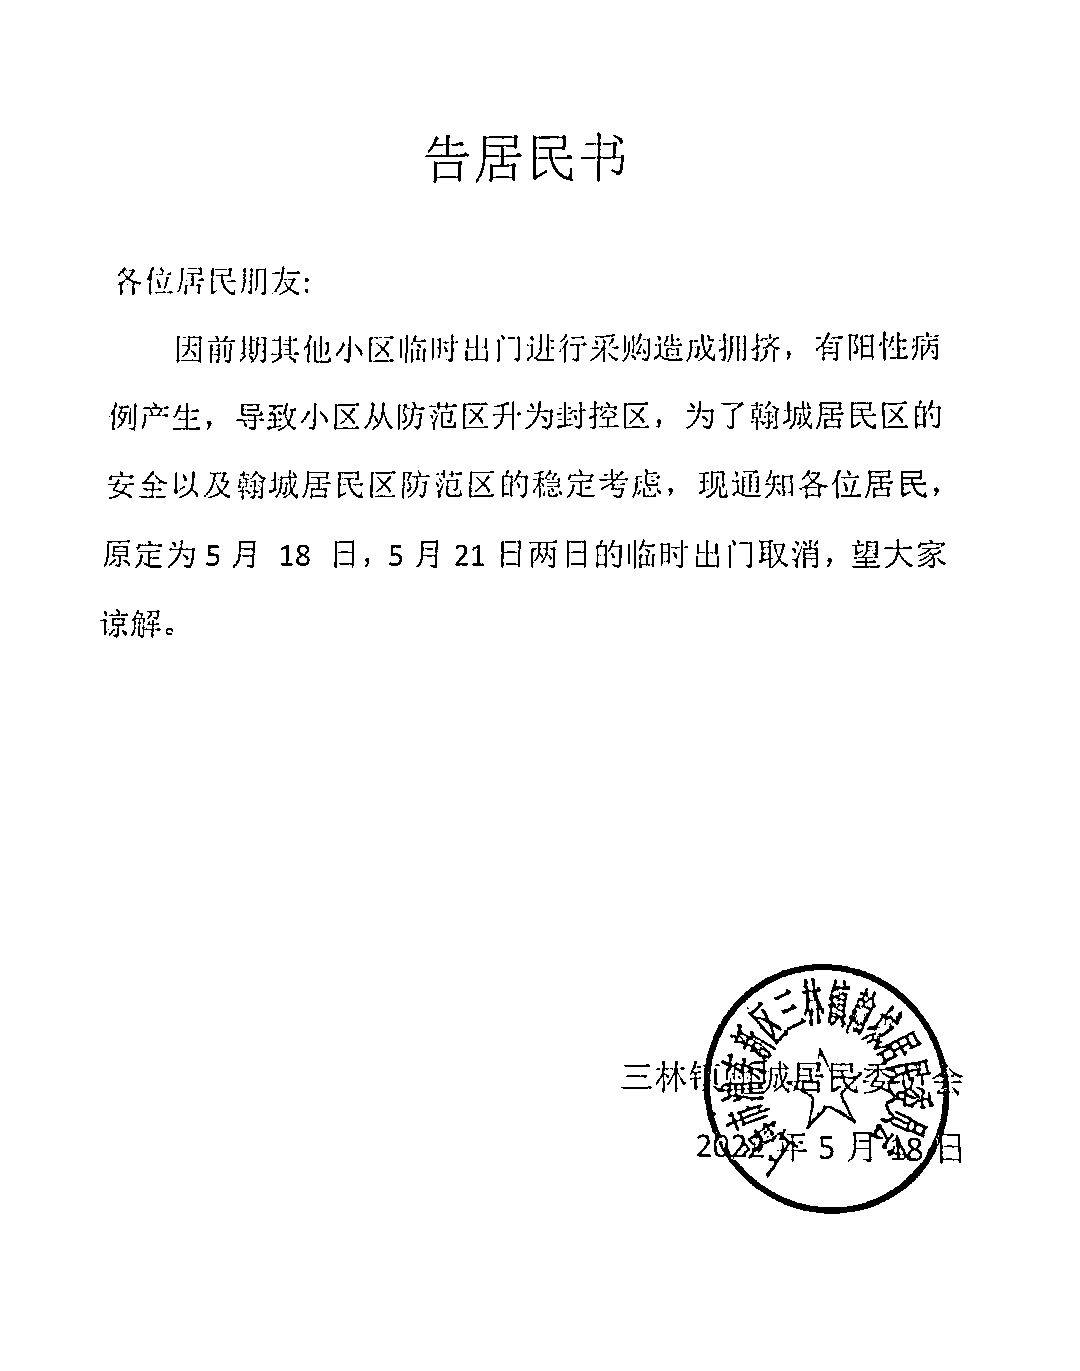 告居民书
各位居民朋友:
因前期其他小区临时出门进行采购造成拥挤，有阳性病
例产生，导致小区从防范区升为封控区，为了翰城居民区的
安全以及翰城居民区防范区的稳定考虑，现通知各位居民，
原定为 5 月 18 日，5 月 21 日两日的临时出门取消，望大家
谅解。
上海市浦东新区三林镇翰城居民委员会
三林镇翰城居民委员会
2022 年 5 月 18 日